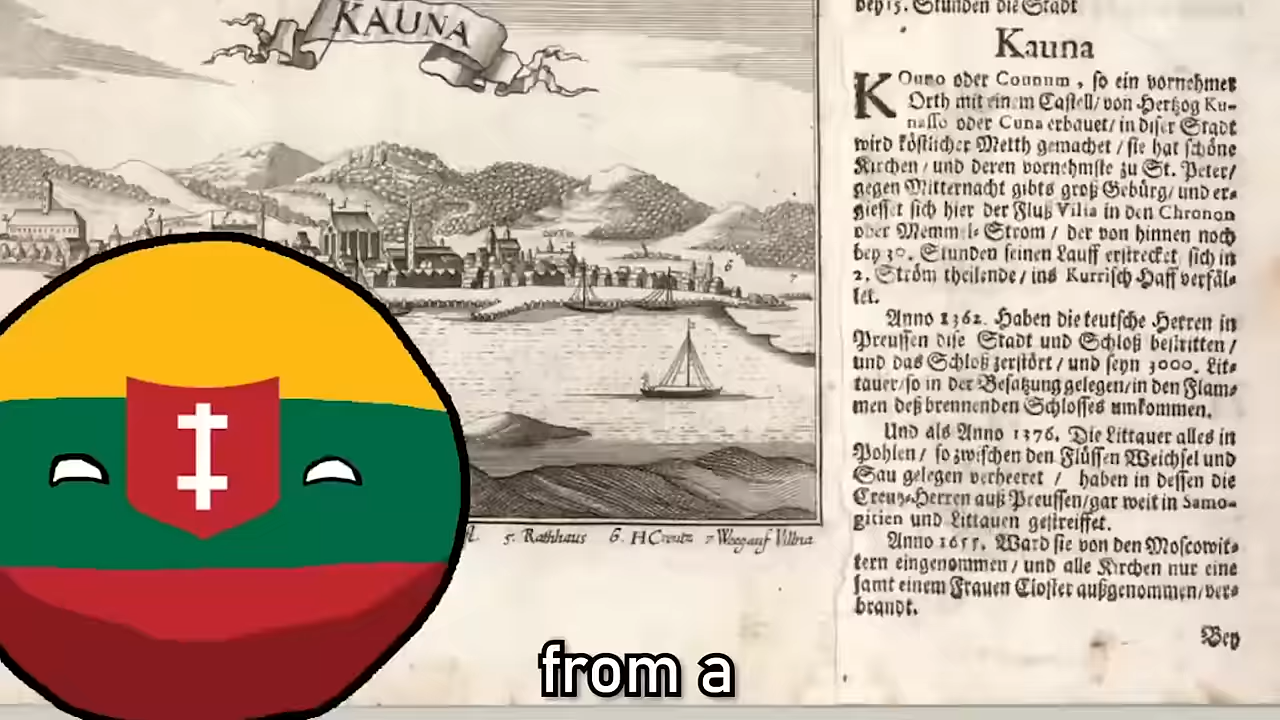 KAUNA
5. Rathhaus 6. H Creutz 7 Weeg auf Vilna
bey 15. Stunden die Stadt
Kauna
KOuno oder Counum, so ein vornehmer
Orth mit einem Castell/ von Hertzog Ku-
nasso oder Cuna erbauet/ in diser Stadt
wird köstlicher Metth gemachet / sie hat schöne
Kirchen / und deren vornehmste zu St. Peter/
gegen Mitternacht gibts groß Gebürg/ und er-
giesset sich hier der Fluß Vilia in den Chronon
oder Memmel-Strom / der von hinnen noch
bey 30. Stunden seinen Lauff erstrecket, sich in
2. Ström theilende / ins Kurrisch-Haff verfäl-
let.
Anno 1362. Haben die teutsche Herren in
Preussen dise Stadt und Schloß bestritten /
und das Schloß zerstört / und seyn 3000. Lit-
tauer/so in der Besatzung gelegen/in den Flam-
men deß brennenden Schlosses umkommen.
Und als Anno 1376. Die Littauer alles in
Pohlen / so zwischen den Flüssen Weichsel und
Sau gelegen verheeret / haben in dessen die
Creutz-Herren auß Preussen/gar weit in Samo-
gitien und Littauen gestreiffet.
Anno 1655. Ward sie von den Moscowit-
tern eingenommen / und alle Kirchen nur eine
samt einem Frauen Closter außgenommen/ver-
brandt.
Bey
from a